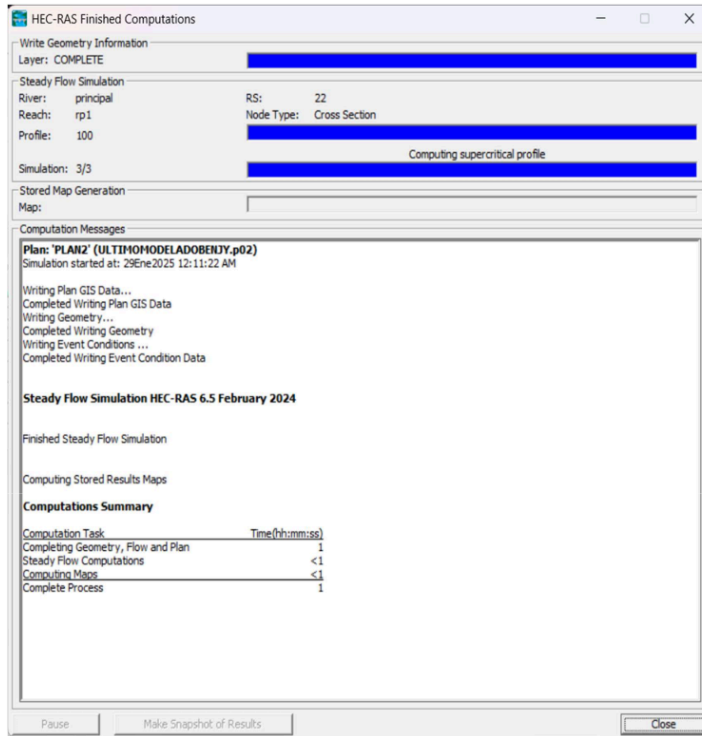 HEC-RAS Finished Computations
Write Geometry Information
Layer: COMPLETE
Steady Flow Simulation
River: principal RS: 22
Reach: rp1 Node Type: Cross Section
Profile: 100
Computing supercritical profile
Simulation: 3/3
Stored Map Generation
Map:
Computation Messages
Plan: 'PLAN2' (ULTIMOMODELADOBENJY.p02)
Simulation started at: 29Ene2025 12:11:22 AM
Writing Plan GIS Data...
Completed Writing Plan GIS Data
Writing Geometry...
Completed Writing Geometry
Writing Event Conditions ...
Completed Writing Event Condition Data
Steady Flow Simulation HEC-RAS 6.5 February 2024
Finished Steady Flow Simulation
Computing Stored Results Maps
Computations Summary
Computation Task Time(hh:mm:ss)
Completing Geometry, Flow and Plan 1
Steady Flow Computations <1
Computing Maps <1
Complete Process 1
Pause Make Snapshot of Results Close